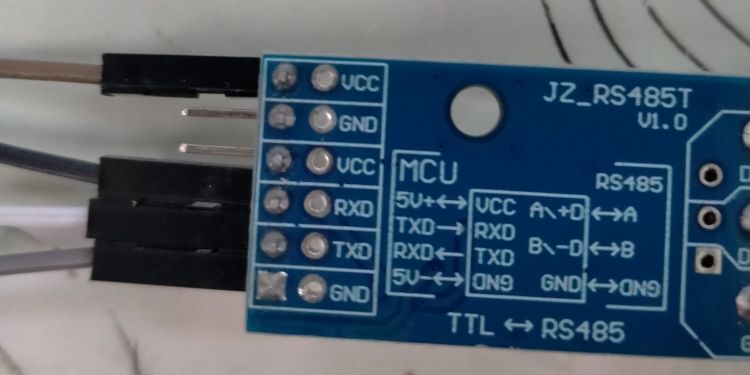 VCC
GND
VCC
RXD
TXD
GND
JZ_RS485T
V1.0
MCU
RS485
5V+↔ VCC A\+D ↔A
TXD→ RXD
RXD← TXD B\-D ↔B
5V-↔ GND GND ↔GND
TTL ↔ RS485
D
D